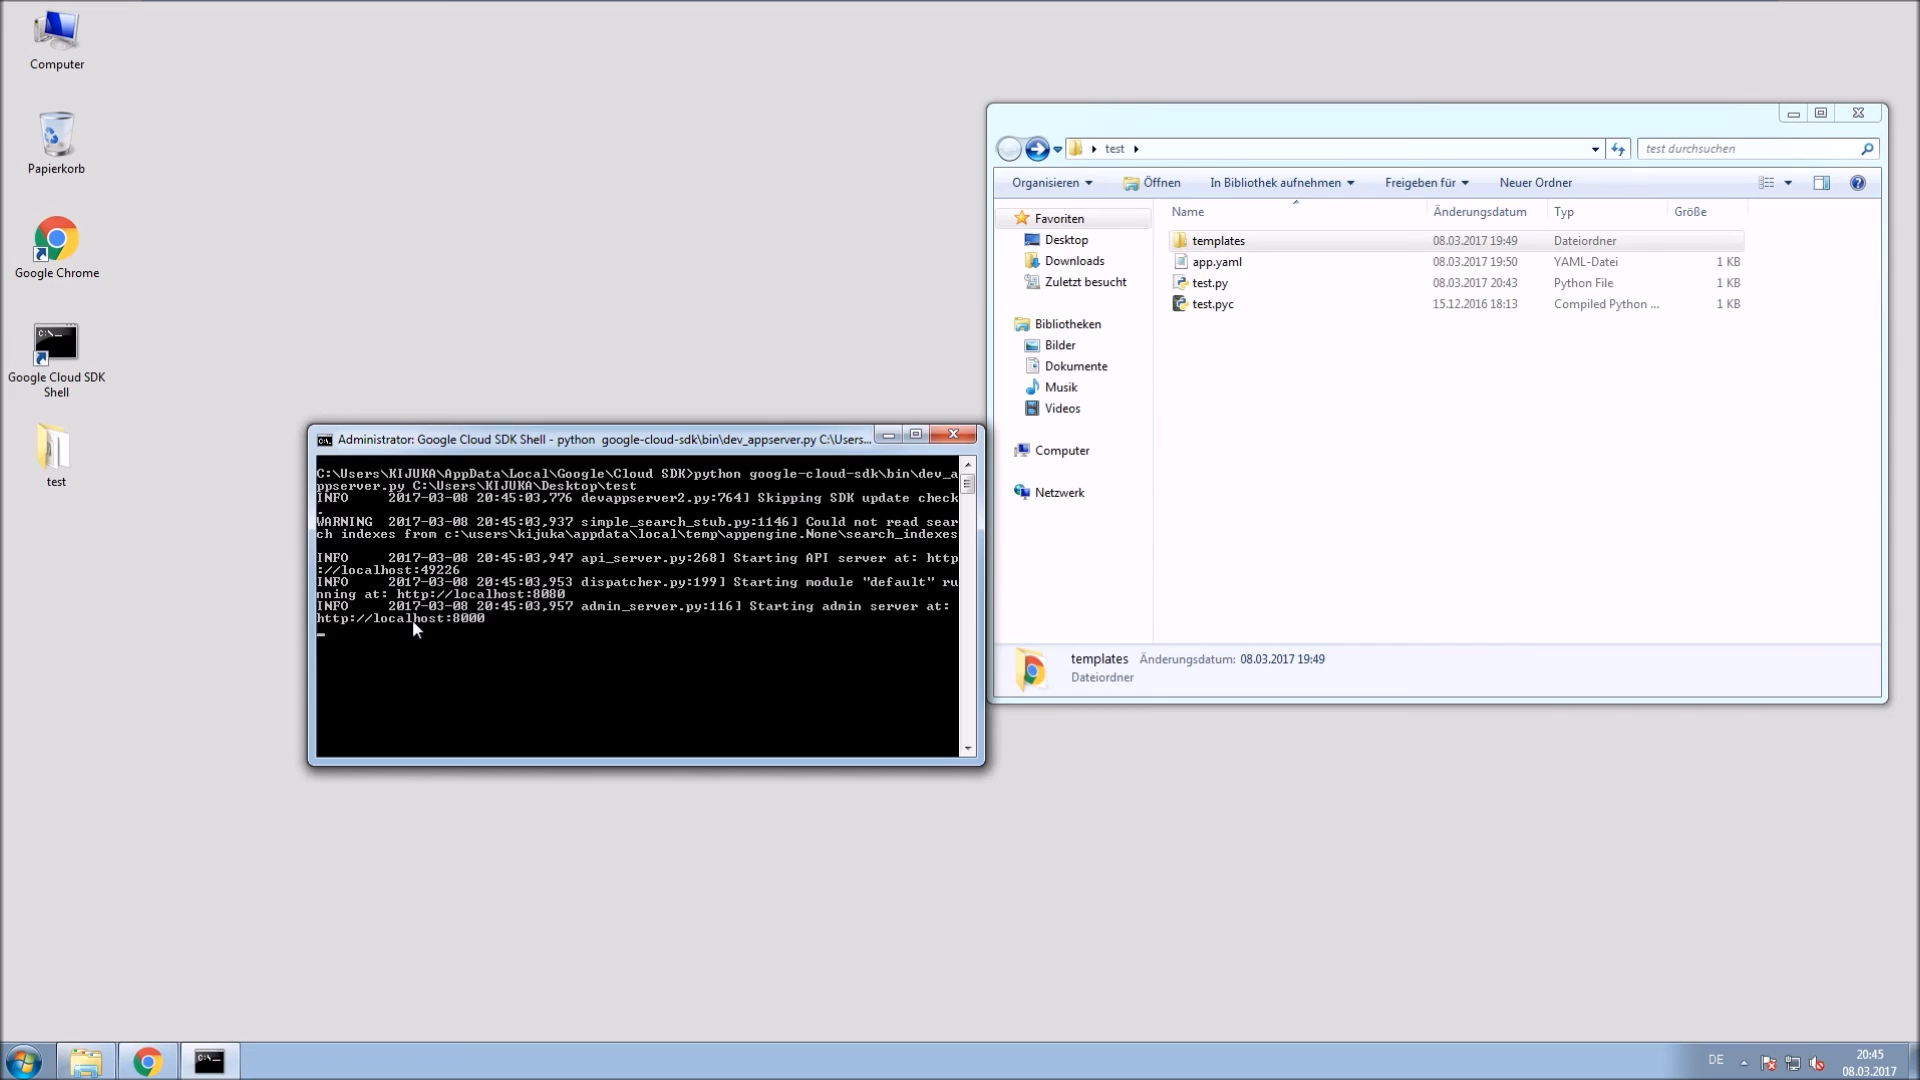 Computer
Papierkorb
Google Chrome
Google Cloud SDK
Shell
test
Administrator: Google Cloud SDK Shell - python  google-cloud-sdk\bin\dev_appserver.py C:\Users...
C:\Users\KIJUKA\AppData\Local\Google\Cloud SDK>python google-cloud-sdk\bin\dev_a
ppserver.py C:\Users\KIJUKA\Desktop\test
INFO     2017-03-08 20:45:03,776 devappserver2.py:764] Skipping SDK update check
.
WARNING  2017-03-08 20:45:03,937 simple_search_stub.py:1146] Could not read sear
ch indexes from c:\users\kijuka\appdata\local\temp\appengine.None\search_indexes
INFO     2017-03-08 20:45:03,947 api_server.py:268] Starting API server at: http
://localhost:49226
INFO     2017-03-08 20:45:03,953 dispatcher.py:199] Starting module "default" ru
nning at: http://localhost:8080
INFO     2017-03-08 20:45:03,957 admin_server.py:116] Starting admin server at:
http://localhost:8000
test
test durchsuchen
Organisieren Öffnen In Bibliothek aufnehmen Freigeben für Neuer Ordner
Name Änderungsdatum Typ Größe
templates 08.03.2017 19:49 Dateiordner
app.yaml 08.03.2017 19:50 YAML-Datei 1 KB
test.py 08.03.2017 20:43 Python File 1 KB
test.pyc 15.12.2016 18:13 Compiled Python ... 1 KB
Favoriten
Desktop
Downloads
Zuletzt besucht
Bibliotheken
Bilder
Dokumente
Musik
Videos
Computer
Netzwerk
templates Änderungsdatum: 08.03.2017 19:49
Dateiordner
DE
20:45
08.03.2017